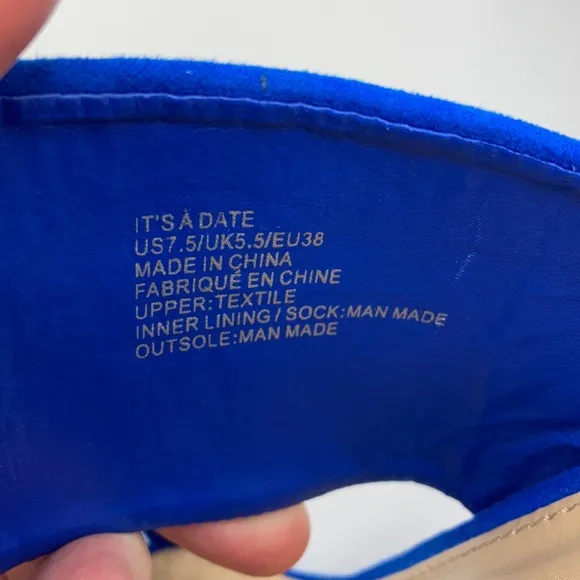 IT'S A DATE
US7.5/UK5.5/EU38
MADE IN CHINA
FABRIQUÉ EN CHINE
UPPER:TEXTILE
INNER LINING / SOCK:MAN MADE
OUTSOLE:MAN MADE